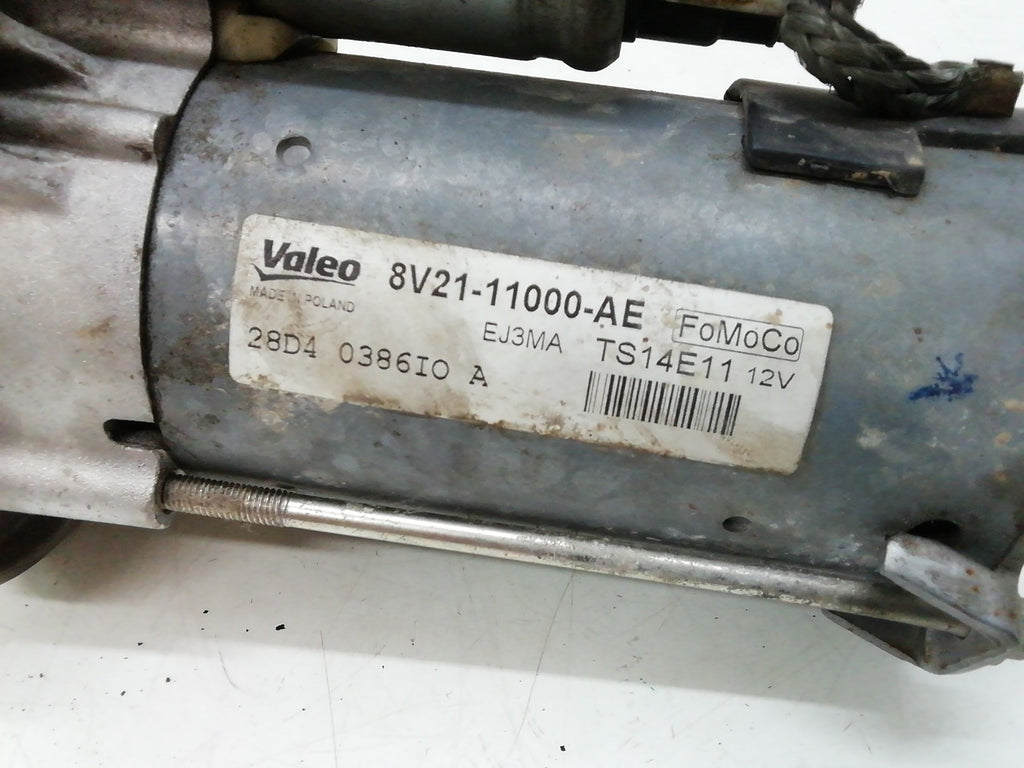 Valeo 8V21-11000-AE FoMoCo
MADE IN POLAND EJ3MA TS14E11 12V
28D4 0386IO A